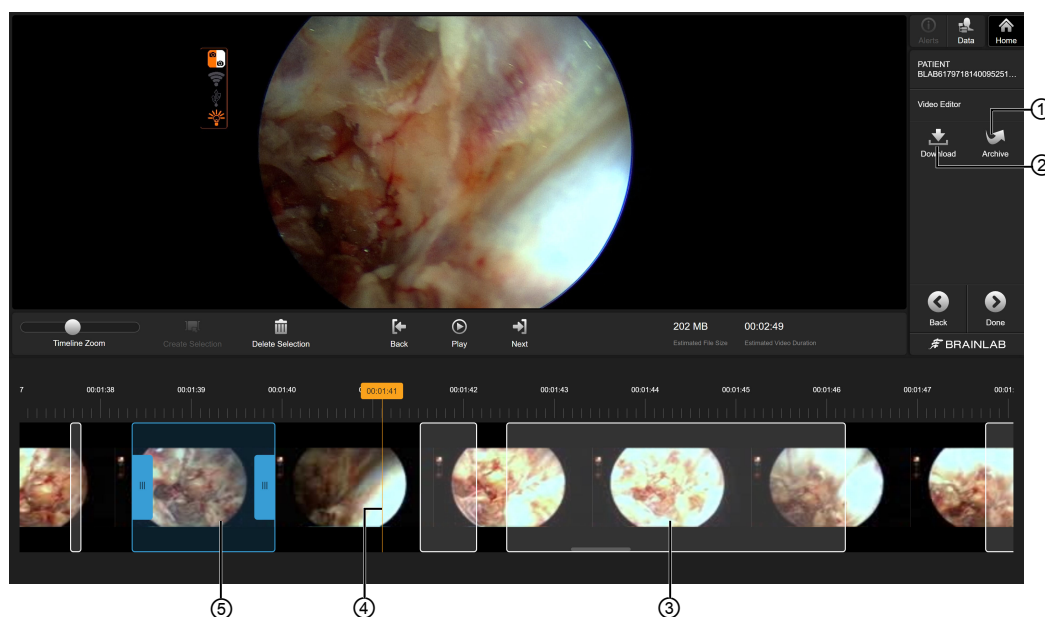 Alerts Data Home
PATIENT
BLAB6179718140095251...
Video Editor
①
Download Archive
②
Back Done
BRAINLAB
Timeline Zoom Create Selection Delete Selection Back Play Next
202 MB 00:02:49
Estimated File Size Estimated Video Duration
7 00:01:38 00:01:39 00:01:40 00:01:41 00:01:42 00:01:43 00:01:44 00:01:45 00:01:46 00:01:47 00:01:
⑤ ④ ③